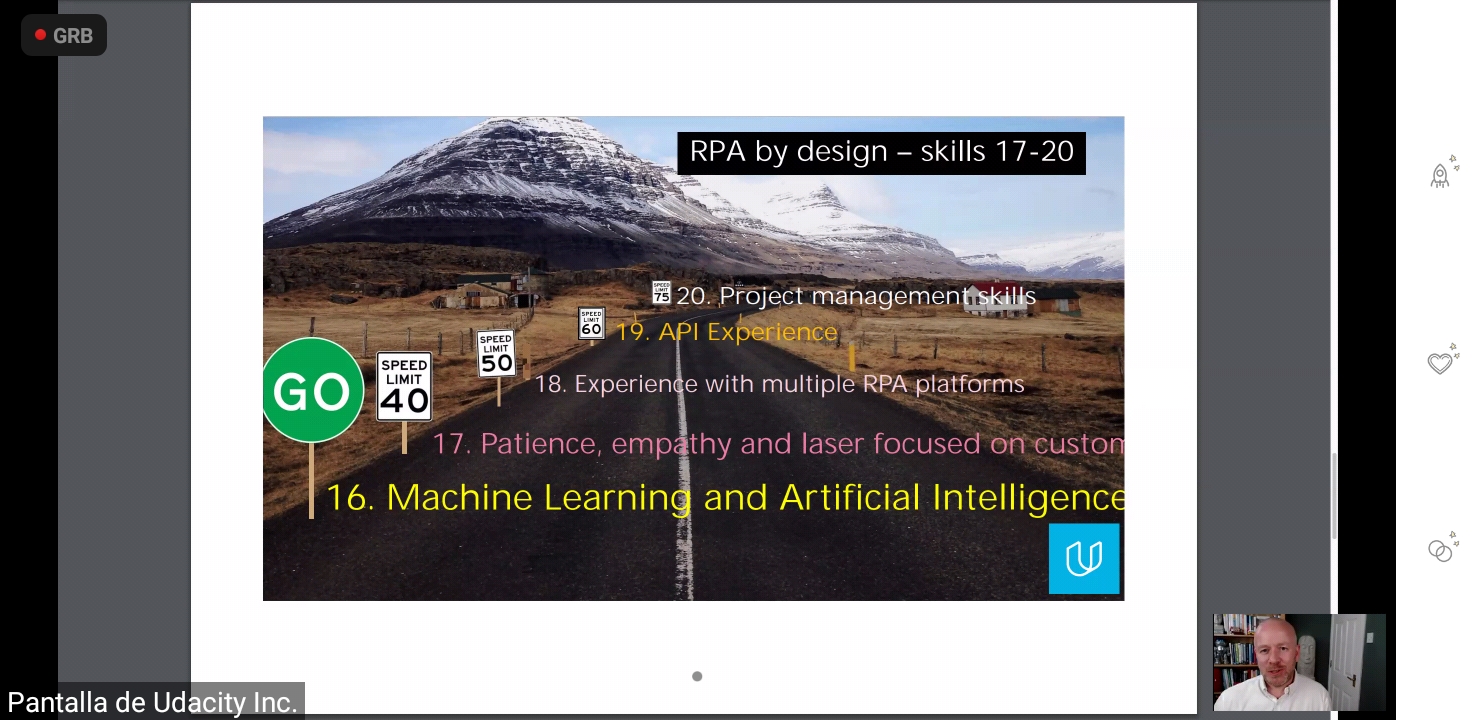 GRB
RPA by design – skills 17-20
SPEED
LIMIT
75
20. Project management skills
SPEED
LIMIT
60
19. API Experience
SPEED
LIMIT
50
18. Experience with multiple RPA platforms
GO
SPEED
LIMIT
40
17. Patience, empathy and laser focused on custom
16. Machine Learning and Artificial Intelligence
Pantalla de Udacity Inc.